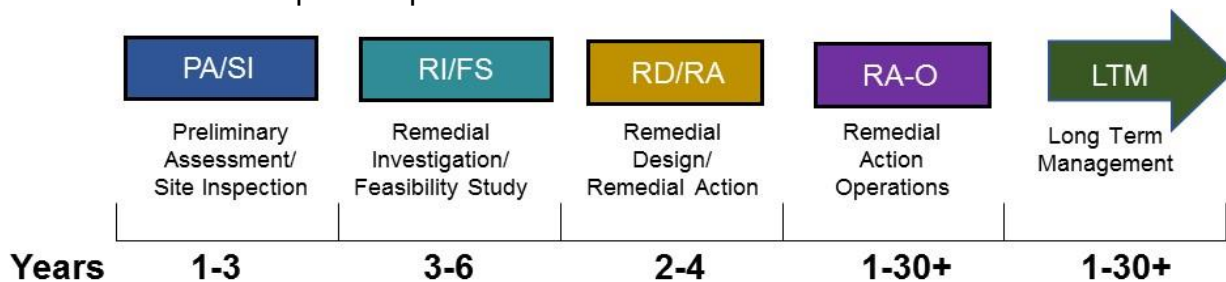 PA/SI
RI/FS
RD/RA
RA-O
LTM
Preliminary
Assessment/
Site Inspection
Remedial
Investigation/
Feasibility Study
Remedial
Design/
Remedial Action
Remedial
Action
Operations
Long Term
Management
Years 1-3 3-6 2-4 1-30+ 1-30+